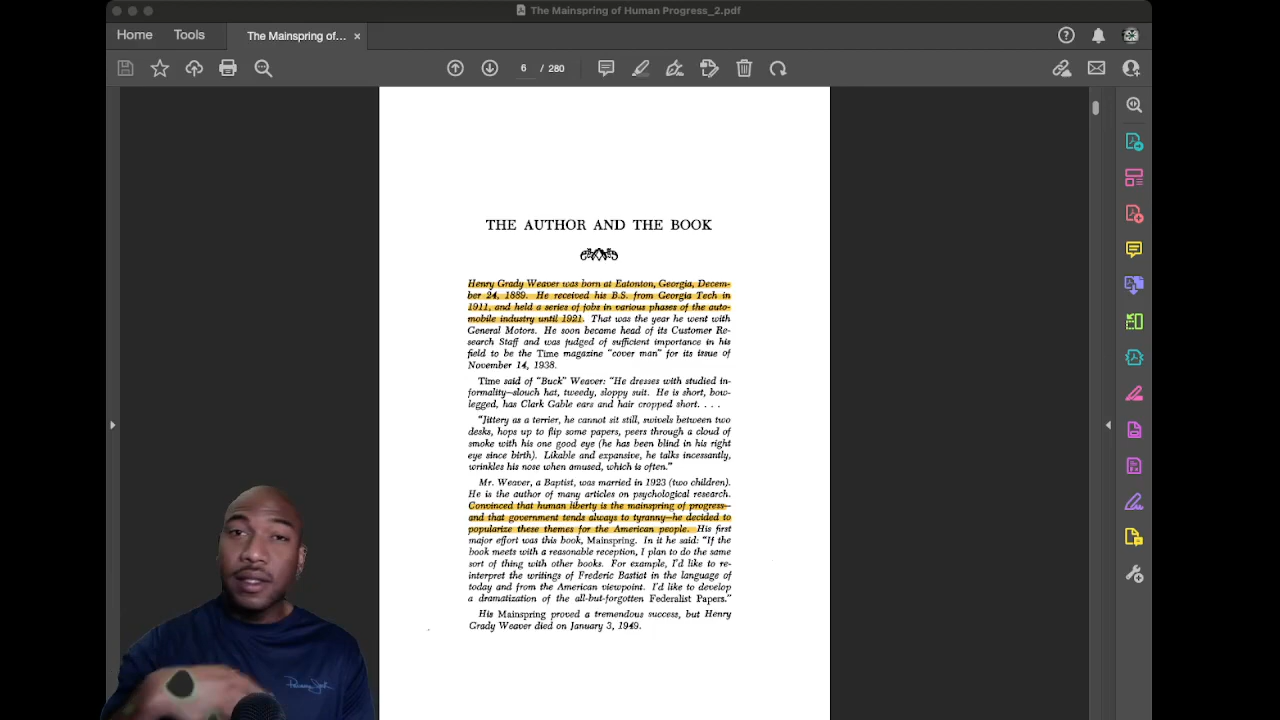 The Mainspring of Human Progress_2.pdf
Home Tools The Mainspring of... ×
6 / 280
THE AUTHOR AND THE BOOK
Henry Grady Weaver was born at Eatonton, Georgia, Decem-
ber 24, 1889. He received his B.S. from Georgia Tech in
1911, and held a series of jobs in various phases of the auto-
mobile industry until 1921. That was the year he went with
General Motors. He soon became head of its Customer Re-
search Staff and was judged of sufficient importance in his
field to be the Time magazine "cover man" for its issue of
November 14, 1938.
Time said of "Buck" Weaver: "He dresses with studied in-
formality—slouch hat, tweedy, sloppy suit. He is short, bow-
legged, has Clark Gable ears and hair cropped short. . . .
"Jittery as a terrier, he cannot sit still, swivels between two
desks, hops up to flip some papers, peers through a cloud of
smoke with his one good eye (he has been blind in his right
eye since birth). Likable and expansive, he talks incessantly,
wrinkles his nose when amused, which is often."
Mr. Weaver, a Baptist, was married in 1923 (two children).
He is the author of many articles on psychological research.
Convinced that human liberty is the mainspring of progress—
and that government tends always to tyranny—he decided to
popularize these themes for the American people. His first
major effort was this book, Mainspring. In it he said: "If the
book meets with a reasonable reception, I plan to do the same
sort of thing with other books. For example, I'd like to re-
interpret the writings of Frederic Bastiat in the language of
today and from the American viewpoint. I'd like to develop
a dramatization of the all-but-forgotten Federalist Papers."
His Mainspring proved a tremendous success, but Henry
Grady Weaver died on January 3, 1949.